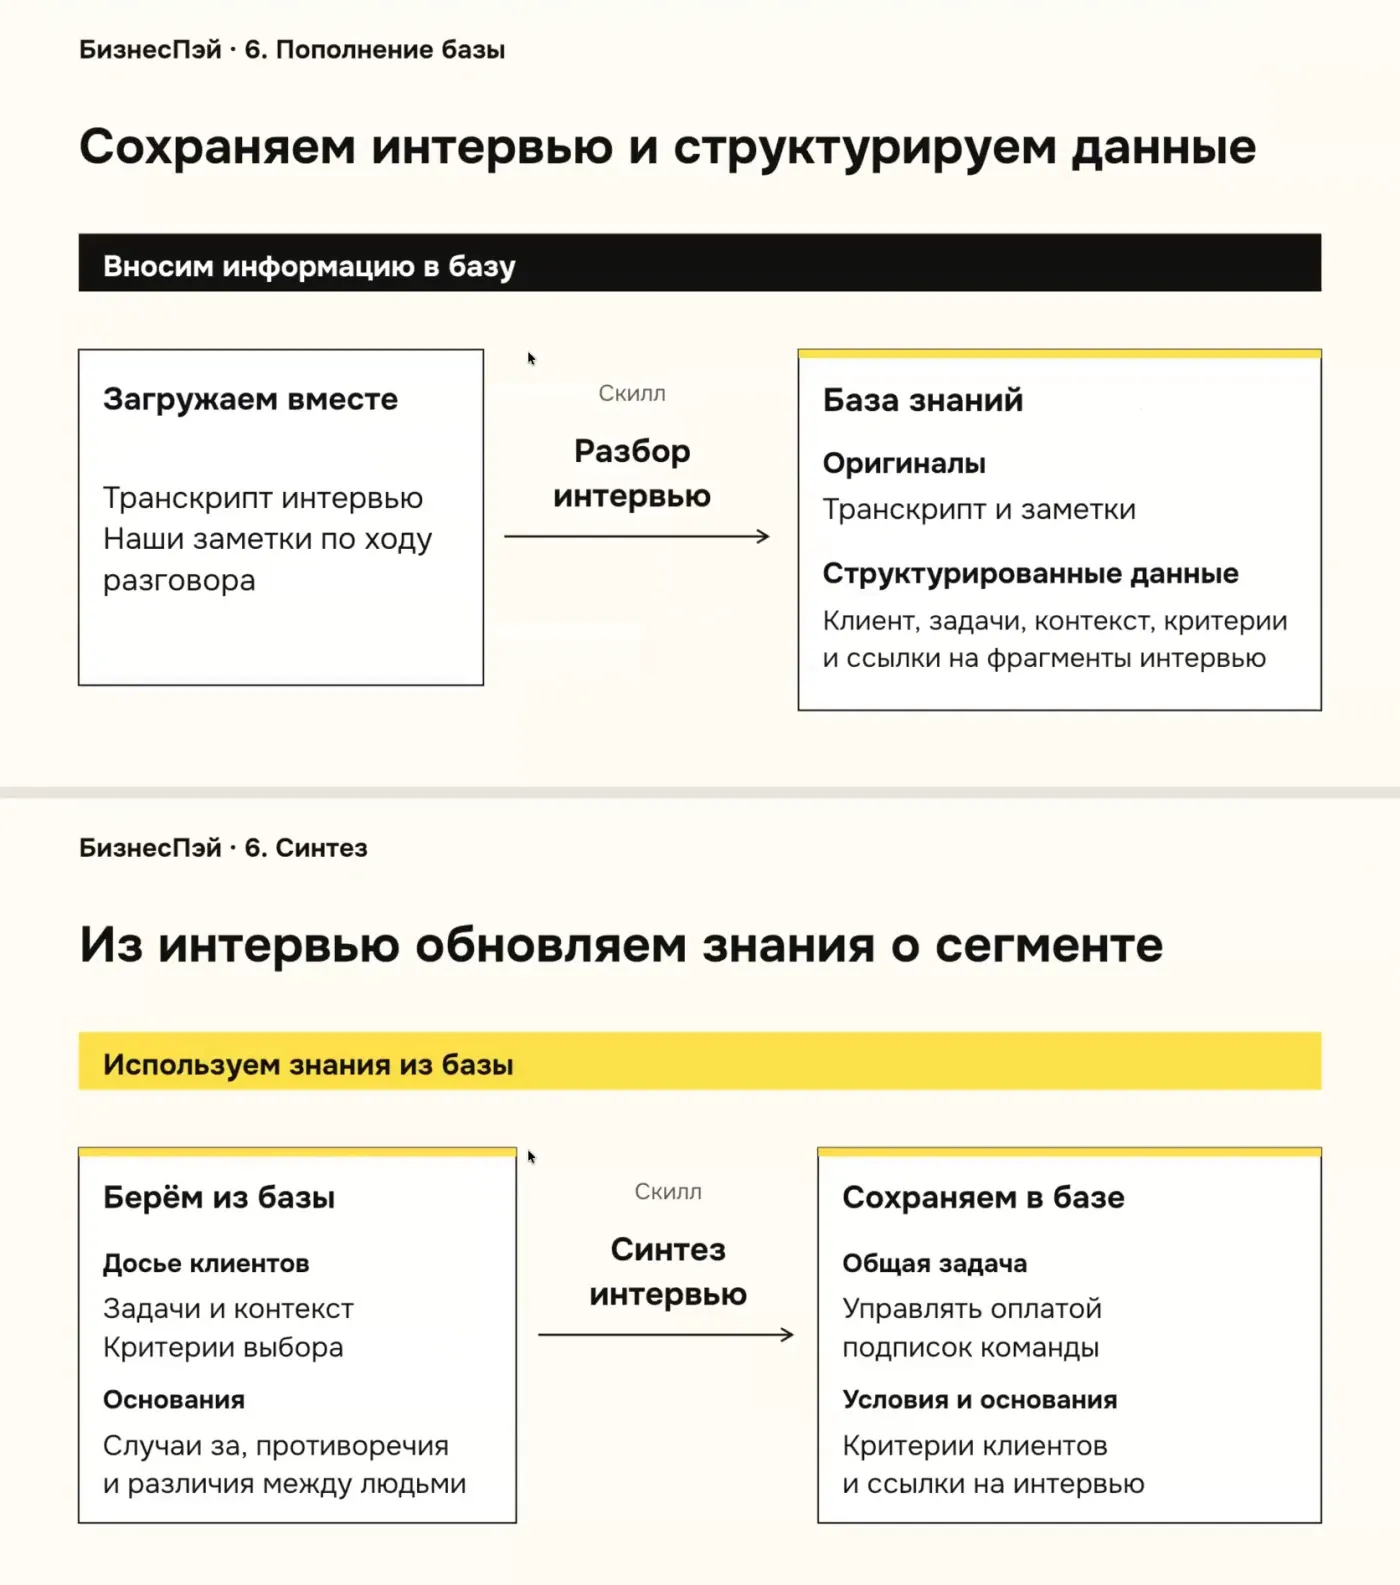 БизнесПэй · 6. Пополнение базы
Сохраняем интервью и структурируем данные
Вносим информацию в базу
Загружаем вместе
Транскрипт интервью
Наши заметки по ходу
разговора
Скилл
Разбор
интервью
База знаний
Оригиналы
Транскрипт и заметки
Структурированные данные
Клиент, задачи, контекст, критерии
и ссылки на фрагменты интервью
БизнесПэй · 6. Синтез
Из интервью обновляем знания о сегменте
Используем знания из базы
Берём из базы
Досье клиентов
Задачи и контекст
Критерии выбора
Основания
Случаи за, противоречия
и различия между людьми
Скилл
Синтез
интервью
Сохраняем в базе
Общая задача
Управлять оплатой
подписок команды
Условия и основания
Критерии клиентов
и ссылки на интервью